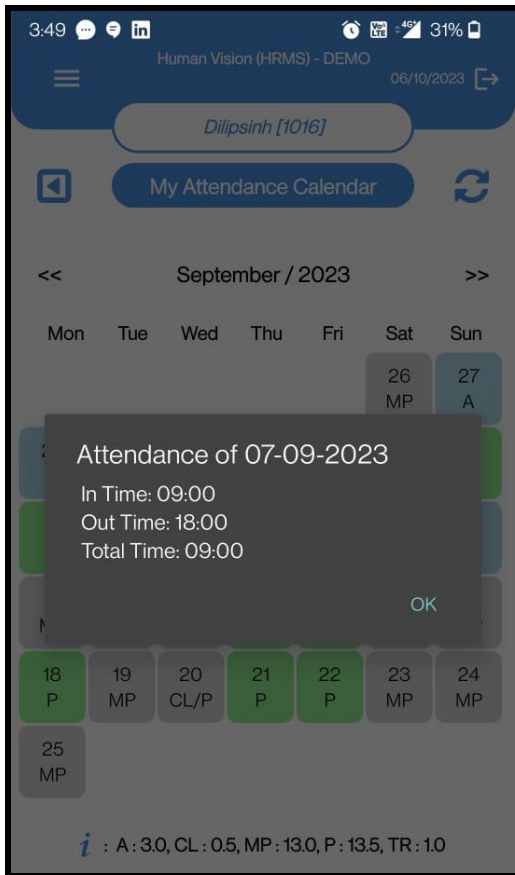 3:49 31%
Human Vision (HRMS) - DEMO
06/10/2023
Dilipsinh [1016]
My Attendance Calendar
<< September / 2023 >>
Mon Tue Wed Thu Fri Sat Sun
26 27
MP A
Attendance of 07-09-2023
In Time: 09:00
Out Time: 18:00
Total Time: 09:00
OK
18 19 20 21 22 23 24
P MP CL/P P P MP MP
25
MP
i : A : 3.0, CL : 0.5, MP : 13.0, P : 13.5, TR : 1.0